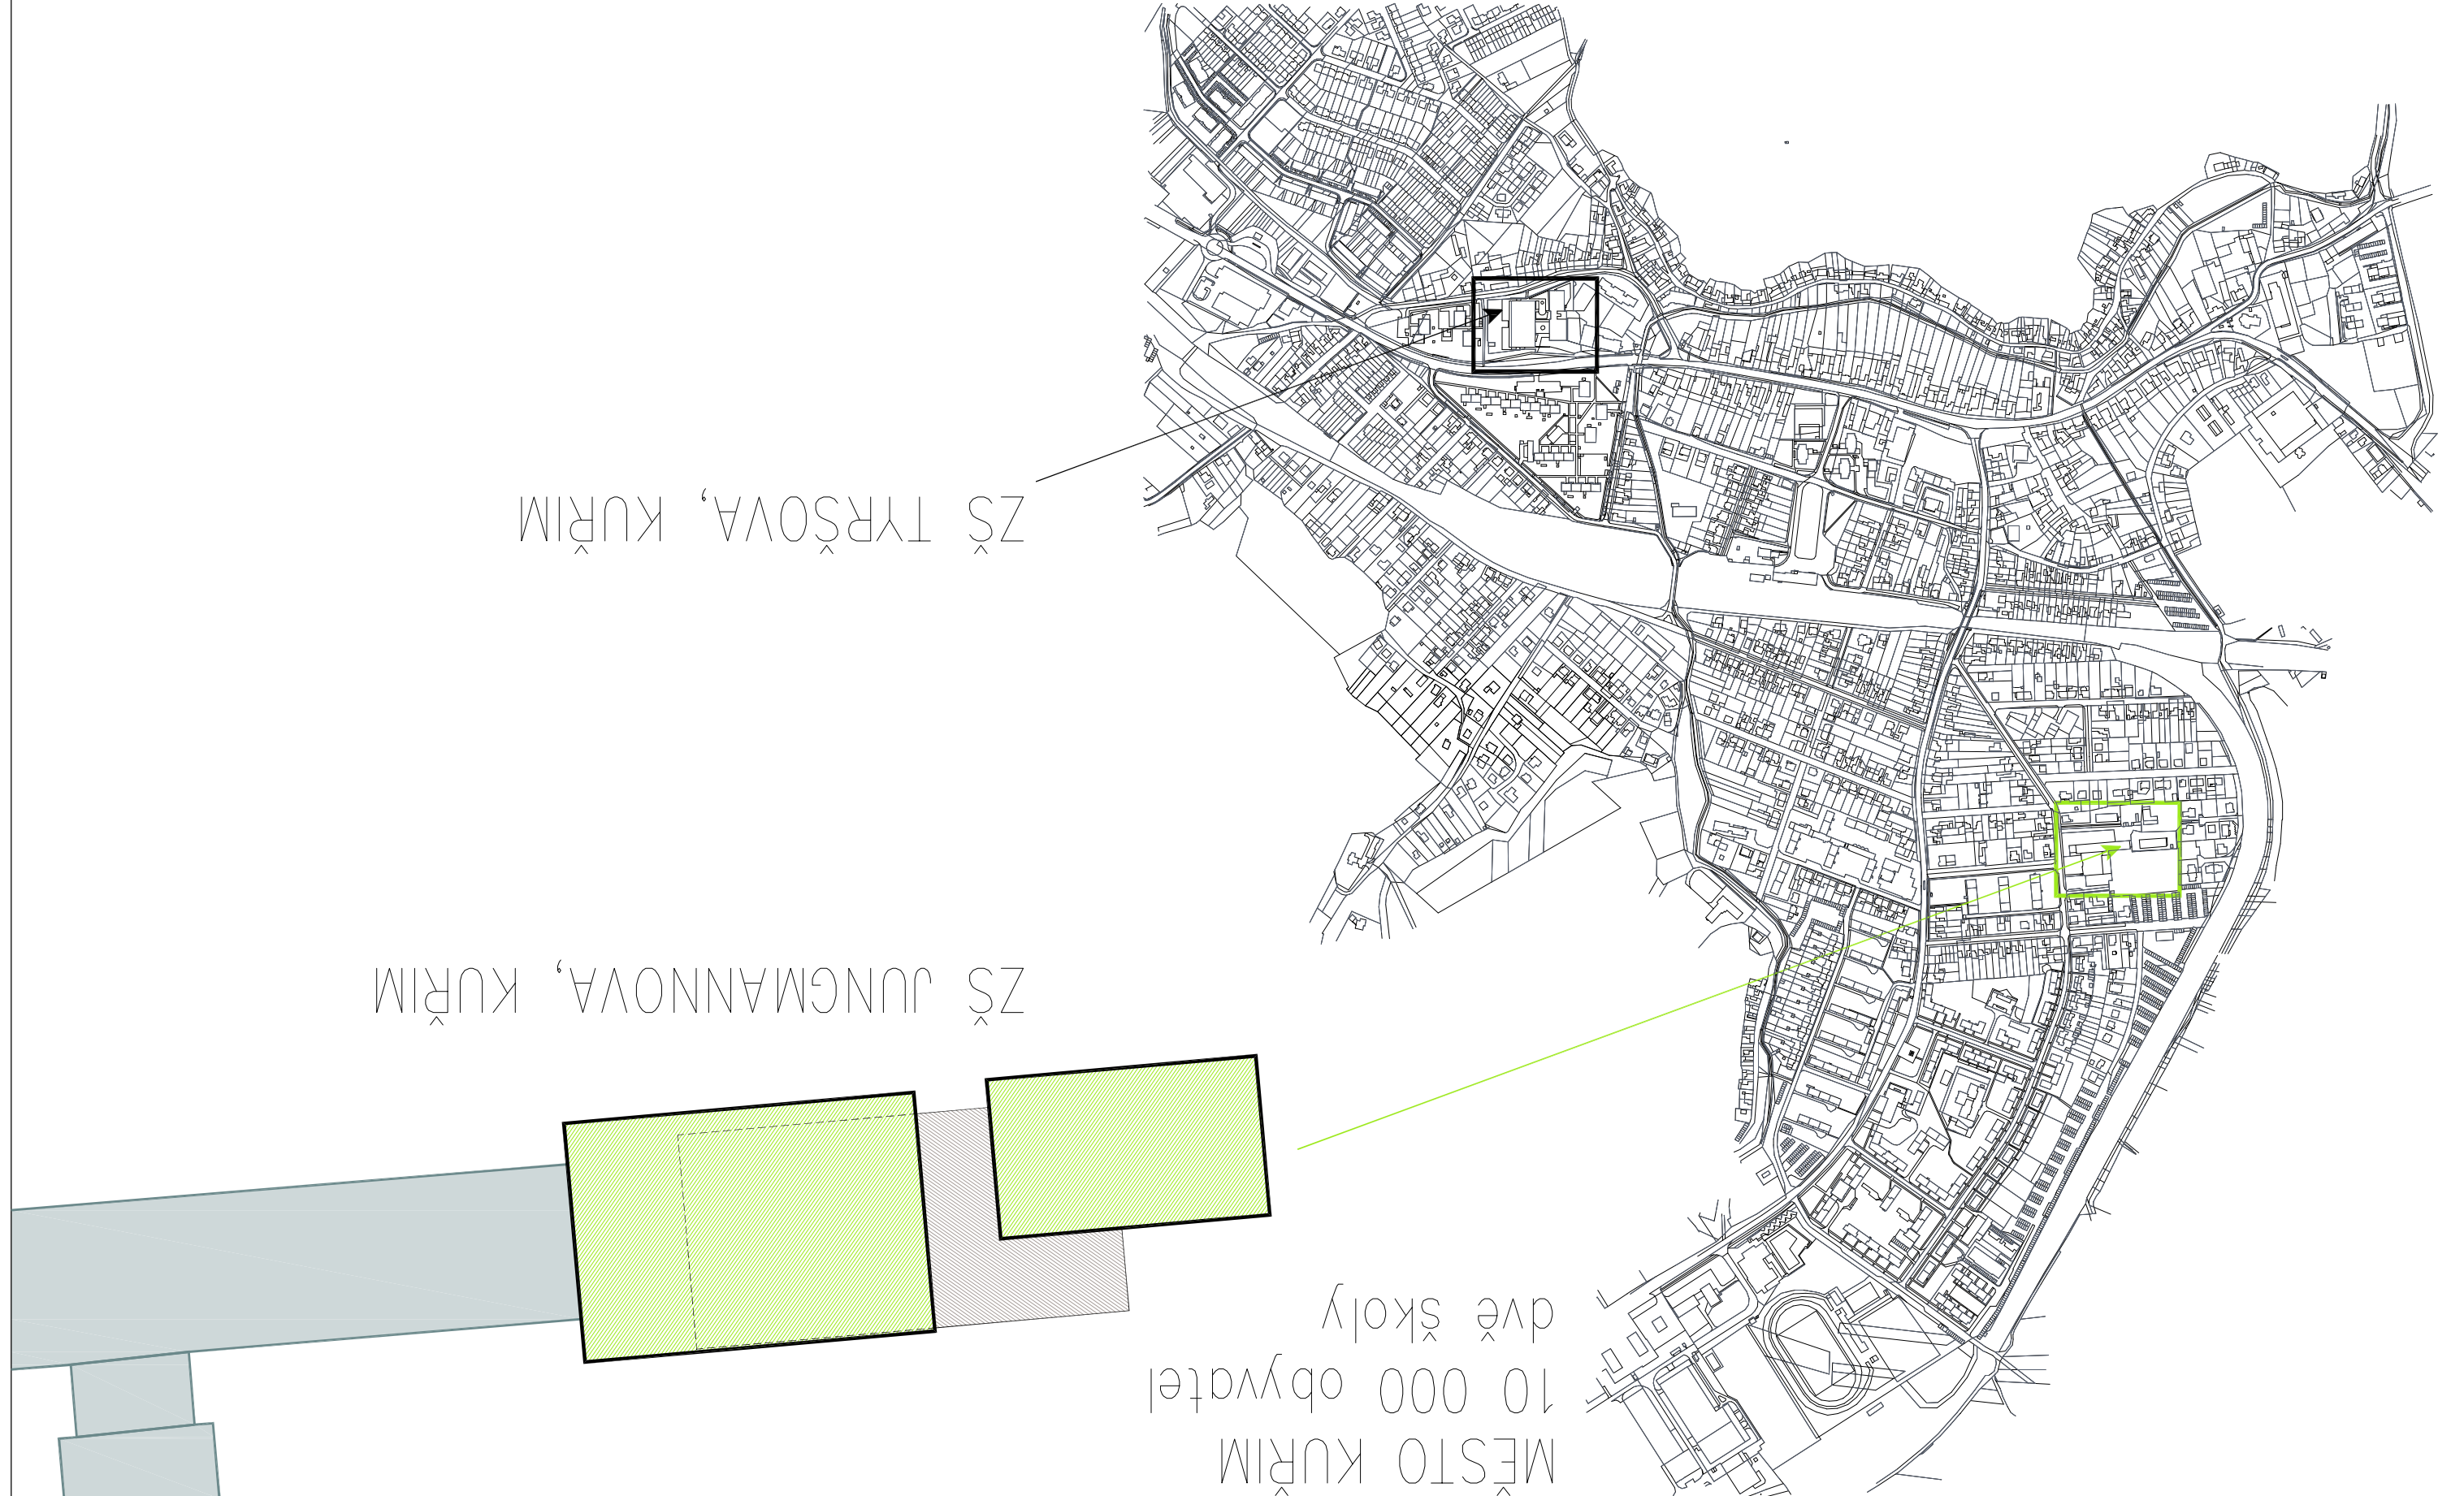 MĚSTO KUŘIM
10 000 obyvatel
dvě školy
ZŠ JUNGMANNOVA, KUŘIM
ZŠ TYRŠOVA, KUŘIM